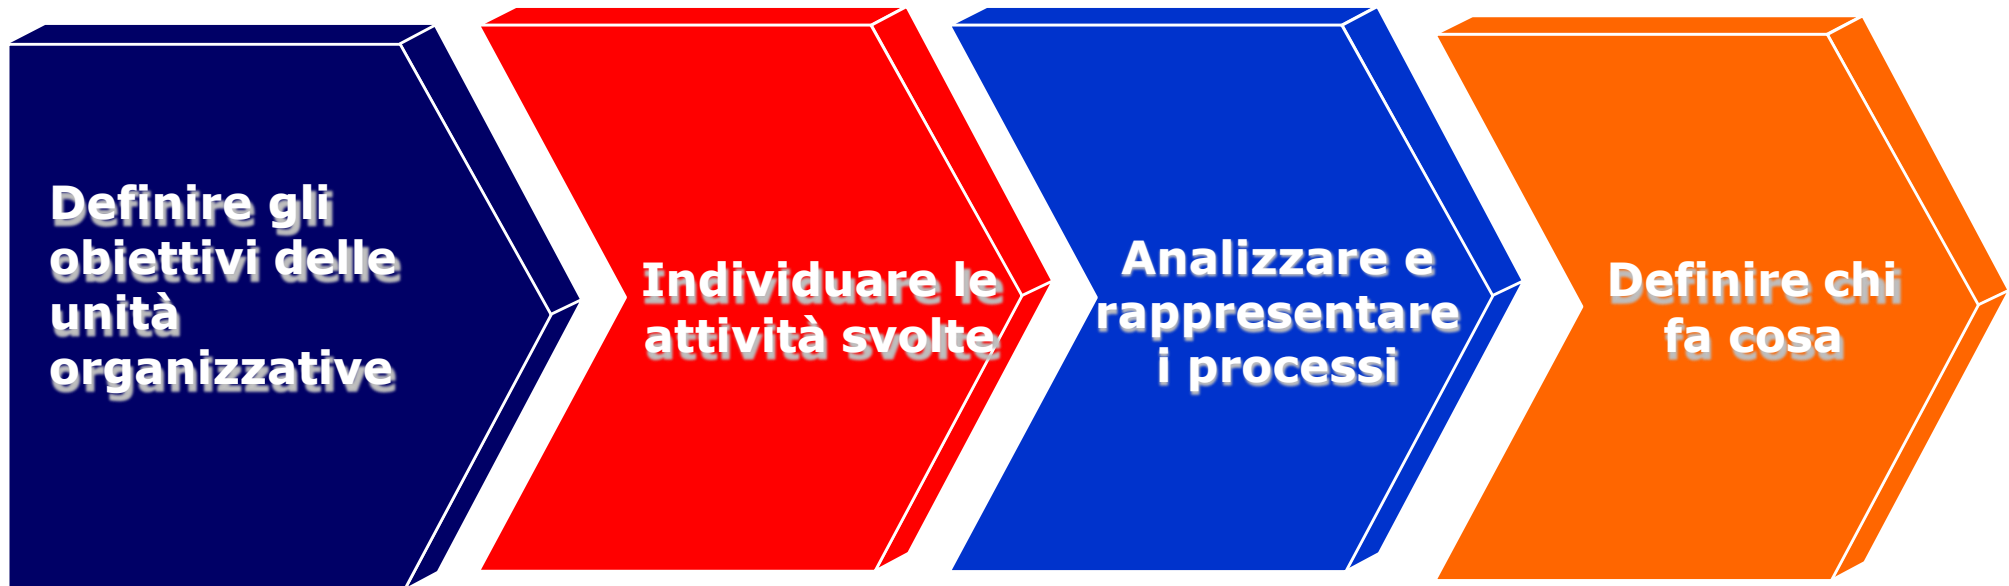 Definire gli
obiettivi delle
unità
organizzative
Individuare le
attività svolte
Analizzare e
rappresentare
i processi
Definire chi
fa cosa